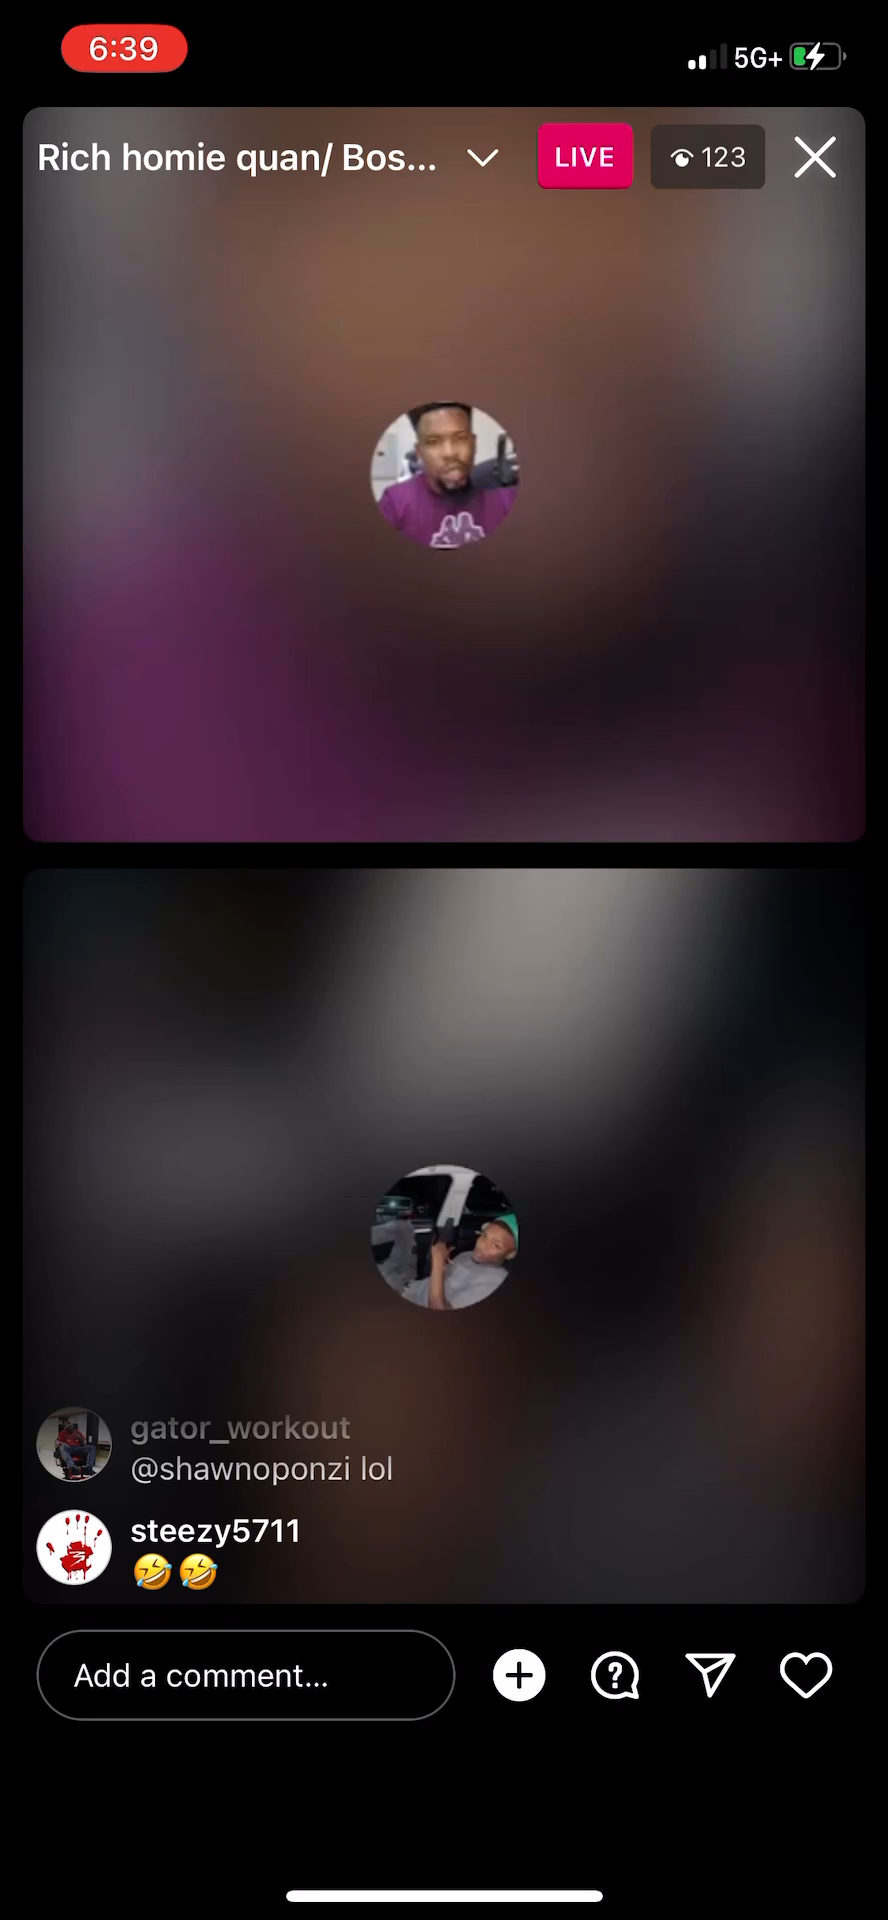 6:39
5G+
Rich homie quan/ Bos...
LIVE
123
gator_workout
@shawnoponzi lol
steezy5711
🤣🤣
Add a comment...